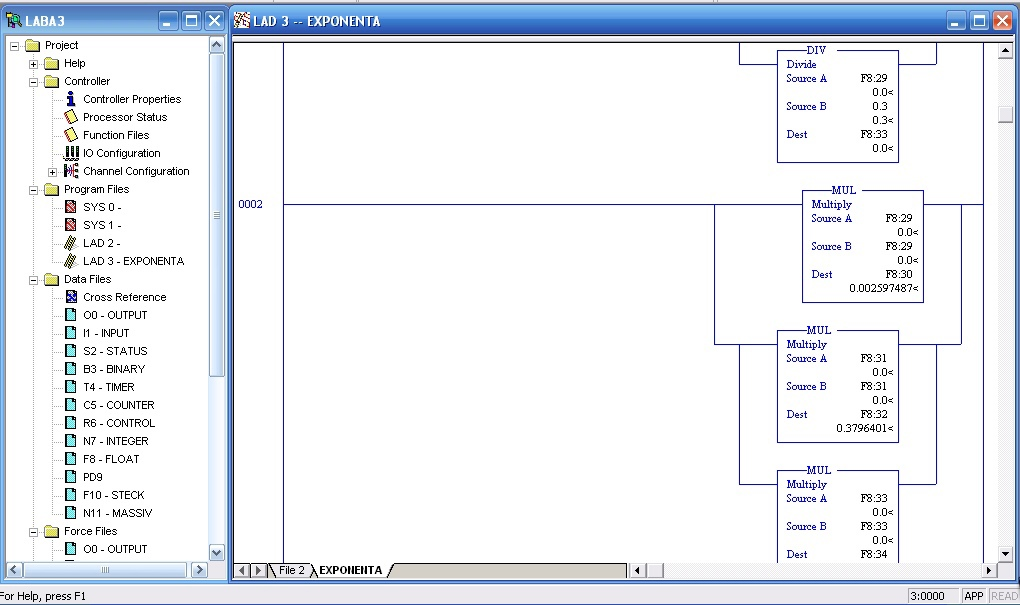 LABA3
Project
Help
Controller
Controller Properties
Processor Status
Function Files
IO Configuration
Channel Configuration
Program Files
SYS 0 -
SYS 1 -
LAD 2 -
LAD 3 - EXPONENTA
Data Files
Cross Reference
O0 - OUTPUT
I1 - INPUT
S2 - STATUS
B3 - BINARY
T4 - TIMER
C5 - COUNTER
R6 - CONTROL
N7 - INTEGER
F8 - FLOAT
PD9
F10 - STECK
N11 - MASSIV
Force Files
O0 - OUTPUT
LAD 3 -- EXPONENTA
DIV
Divide
Source A F8:29
0.0<
Source B 0.3
0.3<
Dest F8:33
0.0<
0002
MUL
Multiply
Source A F8:29
0.0<
Source B F8:29
0.0<
Dest F8:30
0.002597487<
MUL
Multiply
Source A F8:31
0.0<
Source B F8:31
0.0<
Dest F8:32
0.3796401<
MUL
Multiply
Source A F8:33
0.0<
Source B F8:33
0.0<
Dest F8:34
File 2 EXPONENTA
For Help, press F1
3:0000 APP READ